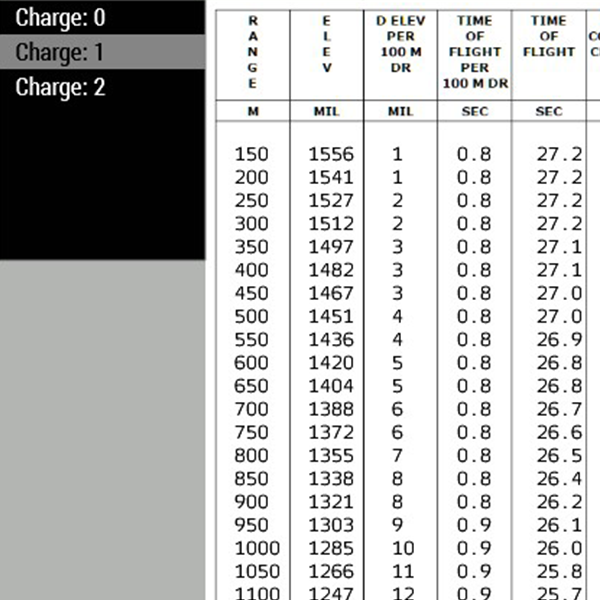 Charge: 0
Charge: 1
Charge: 2
RANGE ELEV D ELEV PER 100 M DR TIME OF FLIGHT PER 100 M DR TIME OF FLIGHT
M MIL MIL SEC SEC
150 1556 1 0.8 27.2
200 1541 1 0.8 27.2
250 1527 2 0.8 27.2
300 1512 2 0.8 27.2
350 1497 3 0.8 27.1
400 1482 3 0.8 27.1
450 1467 3 0.8 27.0
500 1451 4 0.8 27.0
550 1436 4 0.8 26.9
600 1420 5 0.8 26.8
650 1404 5 0.8 26.8
700 1388 6 0.8 26.7
750 1372 6 0.8 26.6
800 1355 7 0.8 26.5
850 1338 8 0.8 26.4
900 1321 8 0.8 26.2
950 1303 9 0.9 26.1
1000 1285 10 0.9 26.0
1050 1266 11 0.9 25.8
1100 1247 12 0.9 25.7